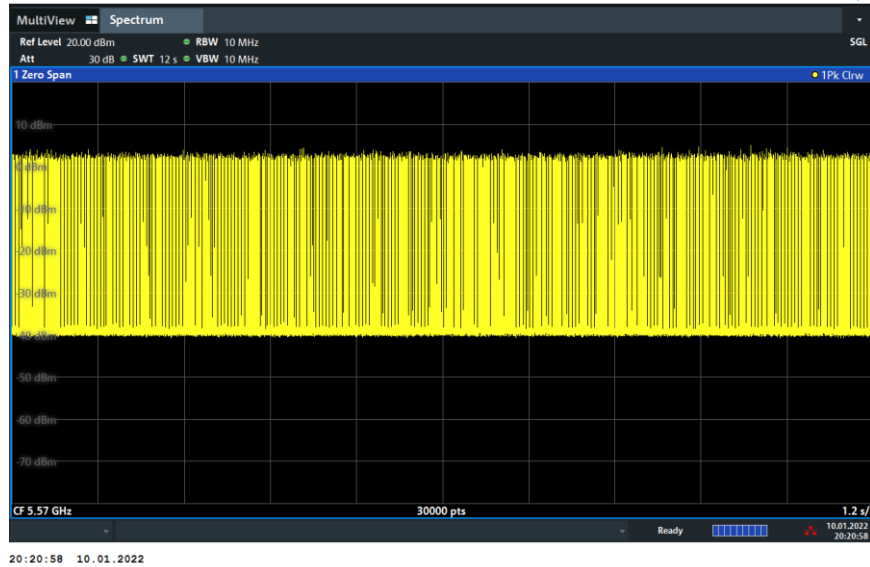 MultiView Spectrum
Ref Level 20.00 dBm RBW 10 MHz SGL
Att 30 dB SWT 12 s VBW 10 MHz
1 Zero Span 1Pk Clrw
10 dBm
0 dBm
-10 dBm
-20 dBm
-30 dBm
-40 dBm
-50 dBm
-60 dBm
-70 dBm
CF 5.57 GHz 30000 pts 1.2 s/
Ready 10.01.2022
20:20:58
20:20:58 10.01.2022